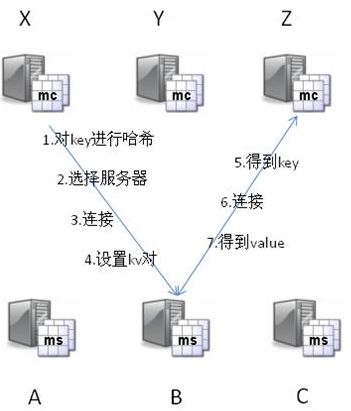 X Y Z
mc mc mc
1.对key进行哈希
5.得到key
2.选择服务器
6.连接
3.连接
7.得到value
4.设置kv对
ms ms ms
A B C